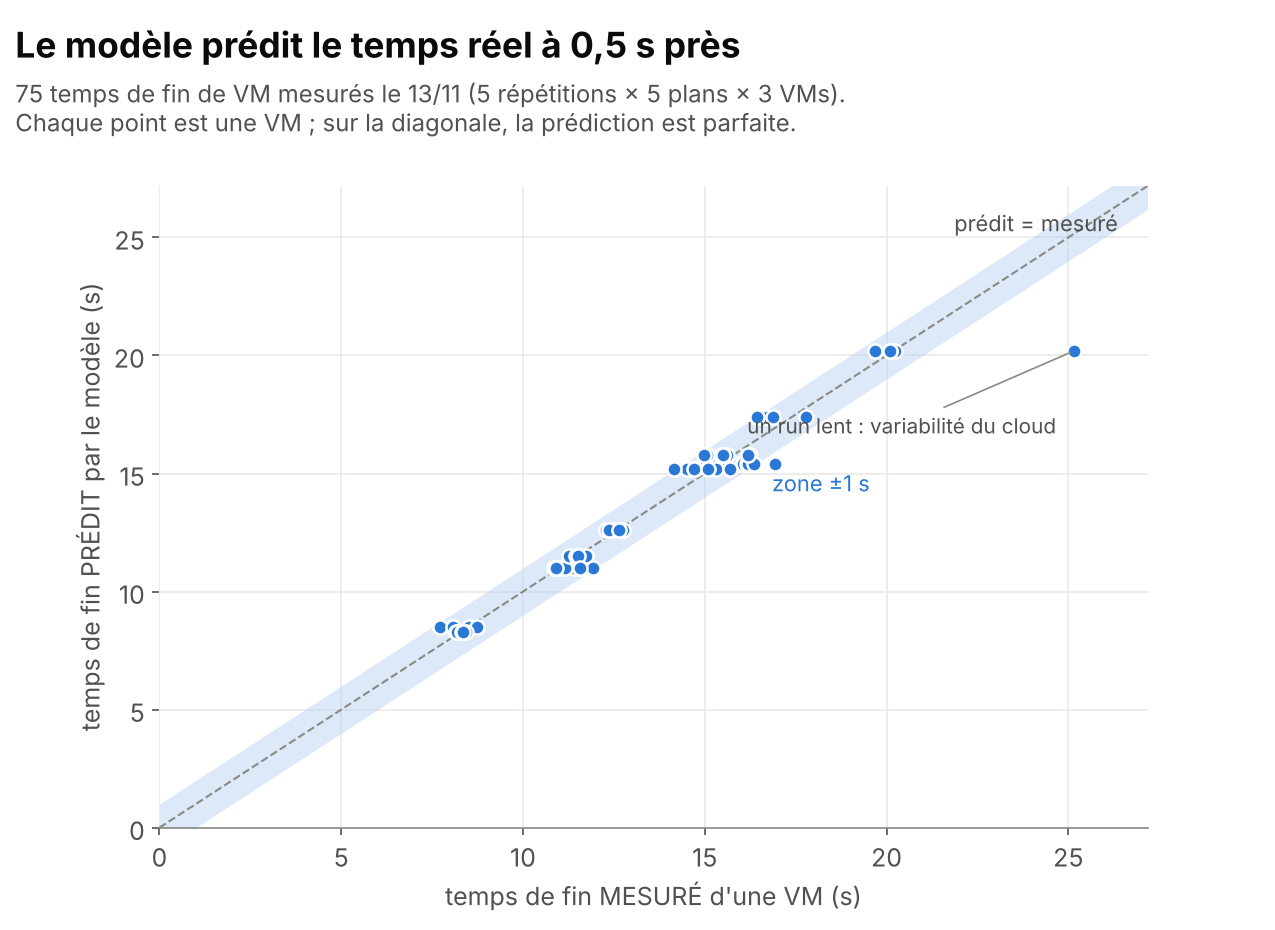 Le modèle prédit le temps réel à 0,5 s près
75 temps de fin de VM mesurés le 13/11 (5 répétitions × 5 plans × 3 VMs).
Chaque point est une VM ; sur la diagonale, la prédiction est parfaite.
prédit = mesuré
25
20
un run lent : variabilité du cloud
15
zone ±1 s
10
5
0
temps de fin PRÉDIT par le modèle (s)
0 5 10 15 20 25
temps de fin MESURÉ d'une VM (s)